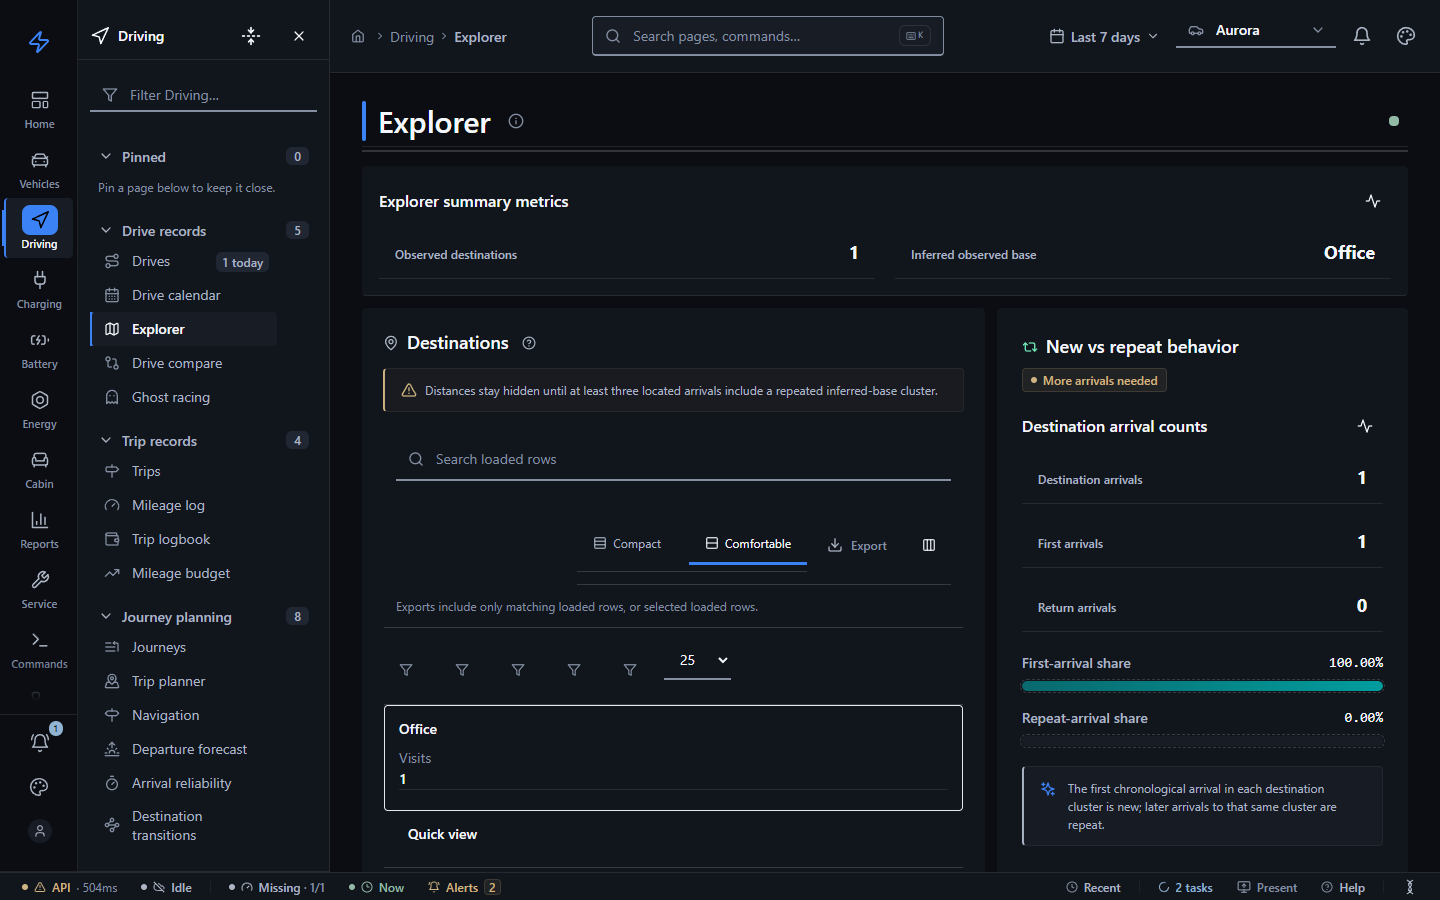 Driving
Driving
Explorer
Search pages, commands...
K
Last 7 days
Aurora
Home
Vehicles
Driving
Charging
Battery
Energy
Cabin
Reports
Service
Commands
1
Filter Driving...
Pinned
0
Pin a page below to keep it close.
Drive records
5
Drives
1 today
Drive calendar
Explorer
Drive compare
Ghost racing
Trip records
4
Trips
Mileage log
Trip logbook
Mileage budget
Journey planning
8
Journeys
Trip planner
Navigation
Departure forecast
Arrival reliability
Destination
transitions
Explorer
Explorer summary metrics
Observed destinations
1
Inferred observed base
Office
Destinations
Distances stay hidden until at least three located arrivals include a repeated inferred-base cluster.
Search loaded rows
Compact
Comfortable
Export
Exports include only matching loaded rows, or selected loaded rows.
25
Office
Visits
1
Quick view
New vs repeat behavior
More arrivals needed
Destination arrival counts
Destination arrivals
1
First arrivals
1
Return arrivals
0
First-arrival share
100.00%
Repeat-arrival share
0.00%
The first chronological arrival in each destination
cluster is new; later arrivals to that same cluster are
repeat.
API · 504ms
Idle
Missing · 1/1
Now
Alerts 2
Recent
2 tasks
Present
Help